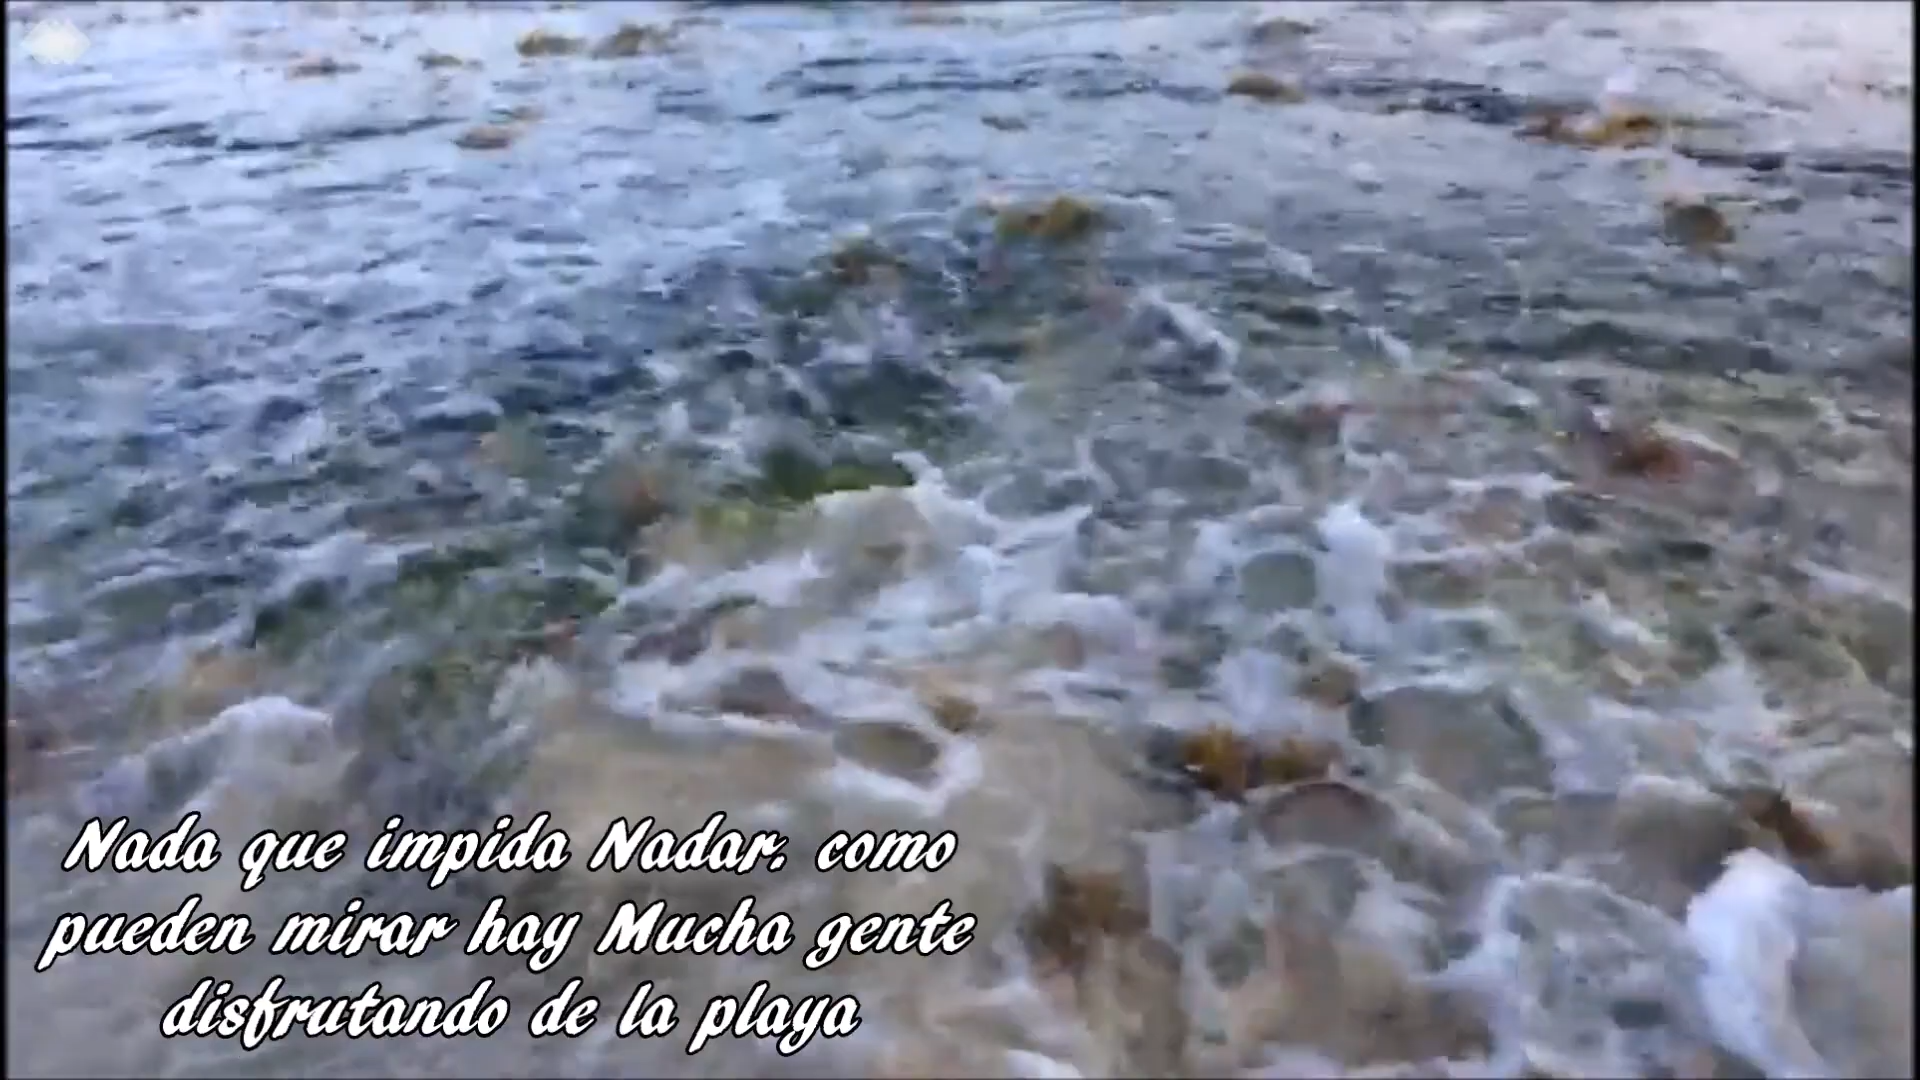 Nada que impida Nadar. como
pueden mirar hay Mucha gente
disfrutando de la playa